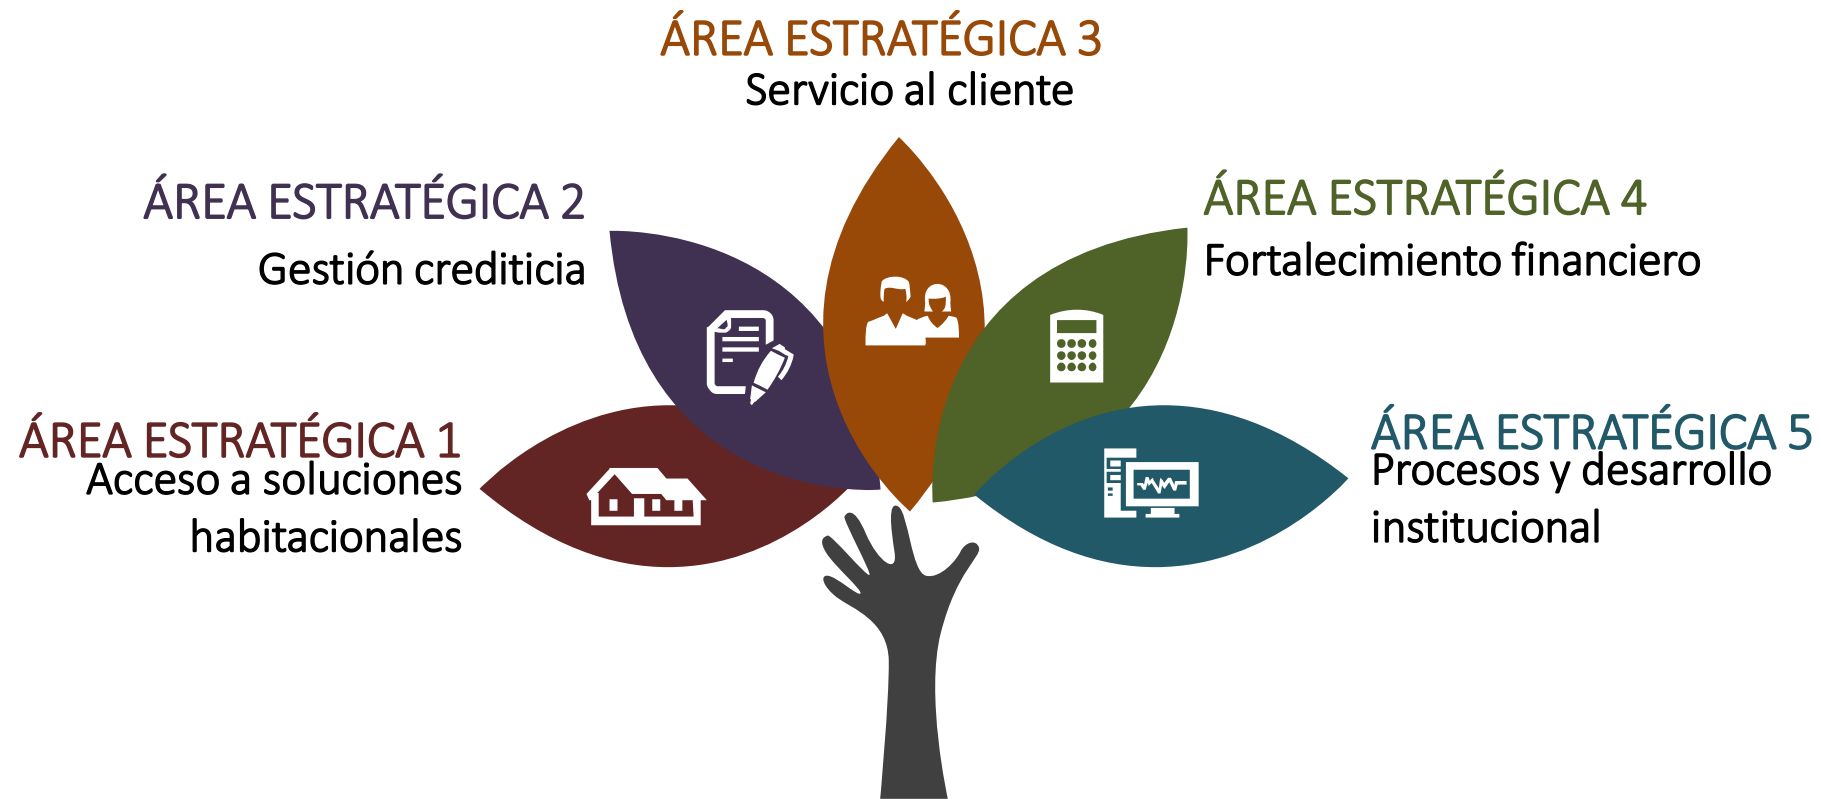 ÁREA ESTRATÉGICA 3
Servicio al cliente
ÁREA ESTRATÉGICA 2
Gestión crediticia
ÁREA ESTRATÉGICA 4
Fortalecimiento financiero
ÁREA ESTRATÉGICA 1
Acceso a soluciones
habitacionales
ÁREA ESTRATÉGICA 5
Procesos y desarrollo
institucional